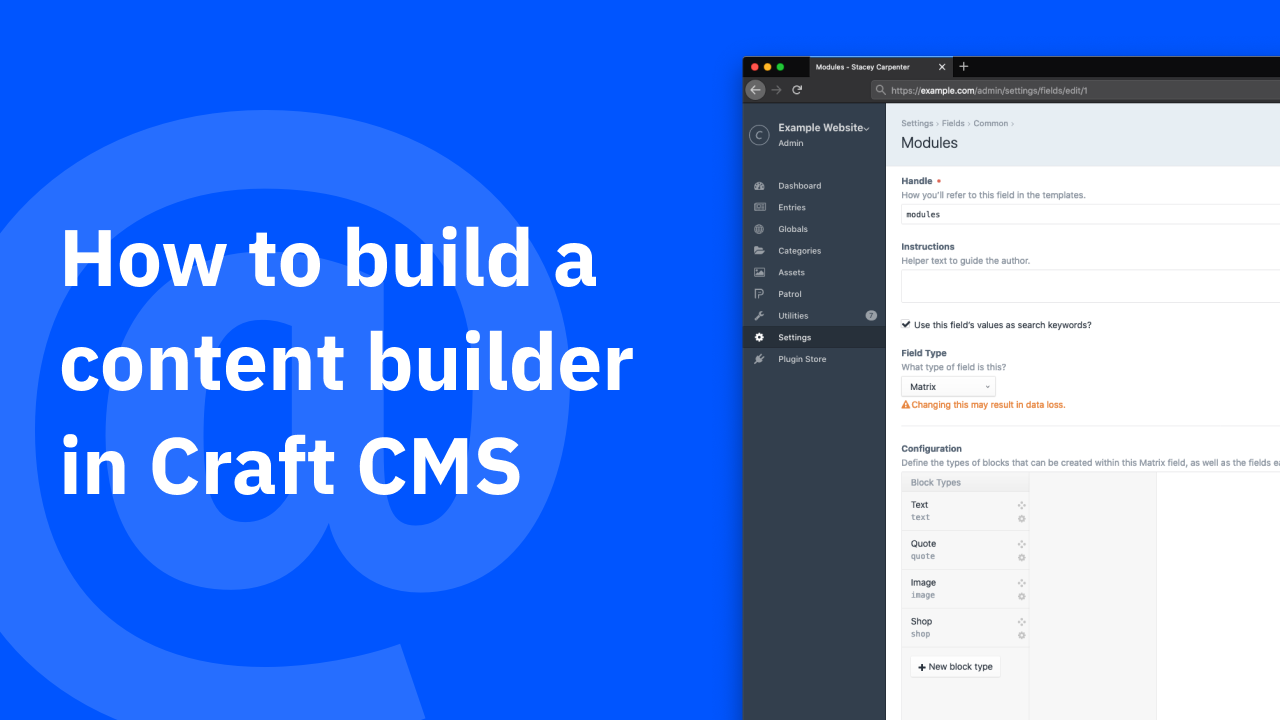 How to build a
content builder
in Craft CMS
Modules - Stacey Carpenter
https://example.com/admin/settings/fields/edit/1
C
Example Website
Admin
Dashboard
Entries
Globals
Categories
Assets
Patrol
Utilities 7
Settings
Plugin Store
Settings › Fields › Common ›
Modules
Handle *
How you'll refer to this field in the templates.
modules
Instructions
Helper text to guide the author.
Use this field's values as search keywords?
Field Type
What type of field is this?
Matrix
Changing this may result in data loss.
Configuration
Define the types of blocks that can be created within this Matrix field, as well as the fields ea
Block Types
Text
text
Quote
quote
Image
image
Shop
shop
+ New block type